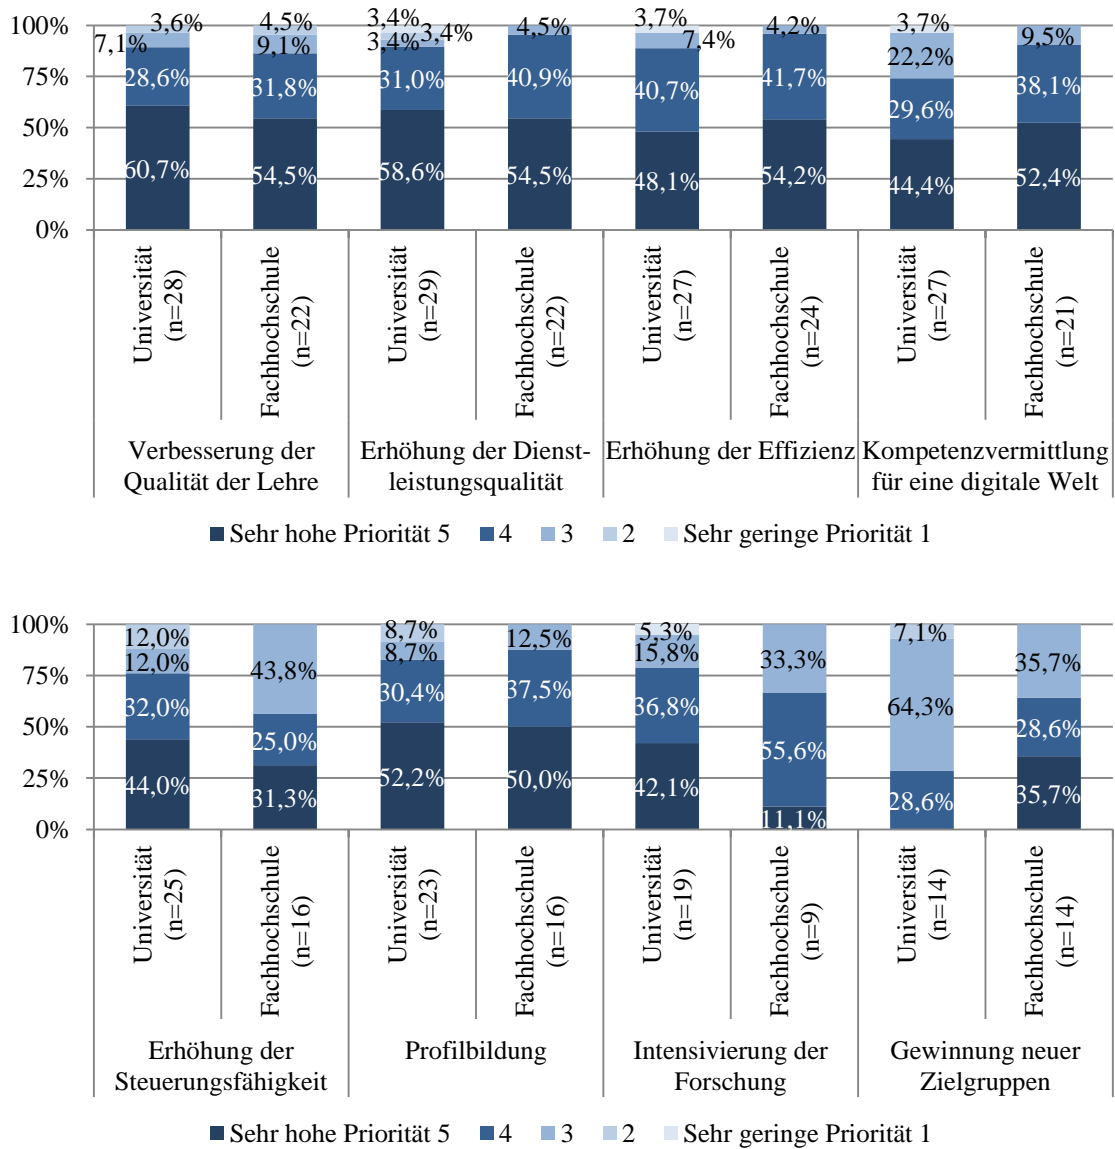 3,6% 4,5% 3,4% 3,7% 3,7%
100% 7,1% 9,1% 3,4% 3,4% 4,5% 7,4% 4,2% 22,2% 9,5%
75% 28,6% 31,8% 31,0% 40,9% 40,7% 41,7% 29,6% 38,1%
50%
60,7% 54,5% 58,6% 54,5% 48,1% 54,2% 44,4% 52,4%
25%
0%
Universität
(n=28)
Fachhochschule
(n=22)
Universität
(n=29)
Fachhochschule
(n=22)
Universität
(n=27)
Fachhochschule
(n=24)
Universität
(n=27)
Fachhochschule
(n=21)
Verbesserung der
Qualität der Lehre
Erhöhung der Dienst-
leistungsqualität
Erhöhung der Effizienz
Kompetenzvermittlung
für eine digitale Welt
Sehr hohe Priorität 5 4 3 2 Sehr geringe Priorität 1
100% 12,0% 8,7% 12,5% 5,3% 7,1%
12,0% 43,8% 8,7% 15,8% 33,3% 35,7%
75% 32,0% 30,4% 37,5% 36,8% 64,3%
50% 25,0% 55,6% 28,6%
25% 44,0% 31,3% 52,2% 50,0% 42,1% 11,1% 28,6% 35,7%
0%
Universität
(n=25)
Fachhochschule
(n=16)
Universität
(n=23)
Fachhochschule
(n=16)
Universität
(n=19)
Fachhochschule
(n=9)
Universität
(n=14)
Fachhochschule
(n=14)
Erhöhung der
Steuerungsfähigkeit
Profilbildung
Intensivierung der
Forschung
Gewinnung neuer
Zielgruppen
Sehr hohe Priorität 5 4 3 2 Sehr geringe Priorität 1